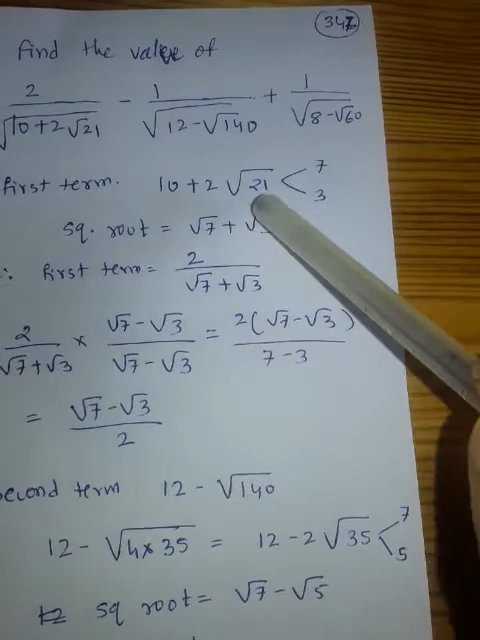 347
Find the value of
2/√(10+2√21) - 1/√(12-√140) + 1/√(8-√60)
first term. 10+2√21 < 7 3
sq. root = √7 + √
∴ first term = 2/(√7+√3)
2/(√7+√3) × (√7-√3)/(√7-√3) = 2(√7-√3)/(7-3)
= (√7-√3)/2
second term 12-√140
12-√(4×35) = 12-2√35 < 7 5
sq root = √7-√5